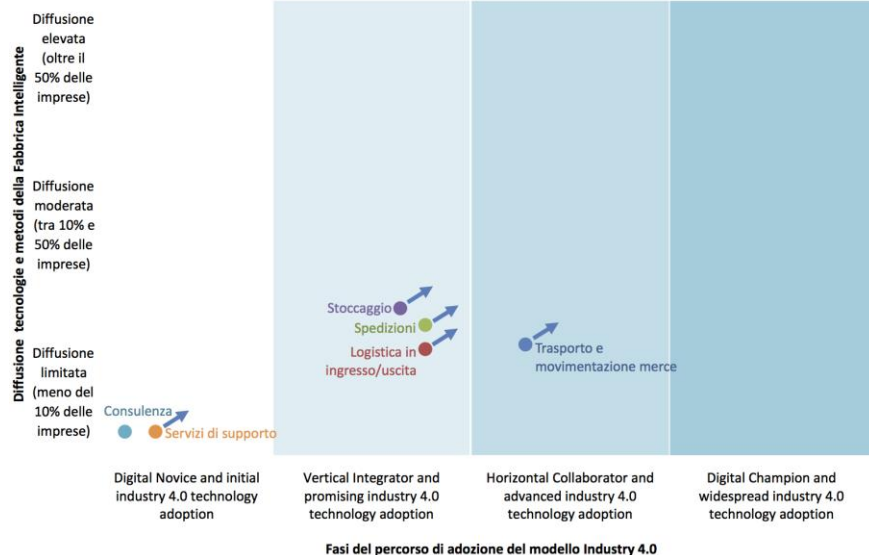 Diffusione tecnologie e metodi della Fabbrica Intelligente
Diffusione
elevata
(oltre il
50% delle
imprese)
Diffusione
moderata
(tra 10% e
50% delle
imprese)
Diffusione
limitata
(meno del
10% delle
imprese)
Stoccaggio
Spedizioni
Logistica in
ingresso/uscita
Trasporto e
movimentazione merce
Consulenza
Servizi di supporto
Digital Novice and initial
industry 4.0 technology
adoption
Vertical Integrator and
promising industry 4.0
technology adoption
Horizontal Collaborator and
advanced industry 4.0
technology adoption
Digital Champion and
widespread industry 4.0
technology adoption
Fasi del percorso di adozione del modello Industry 4.0